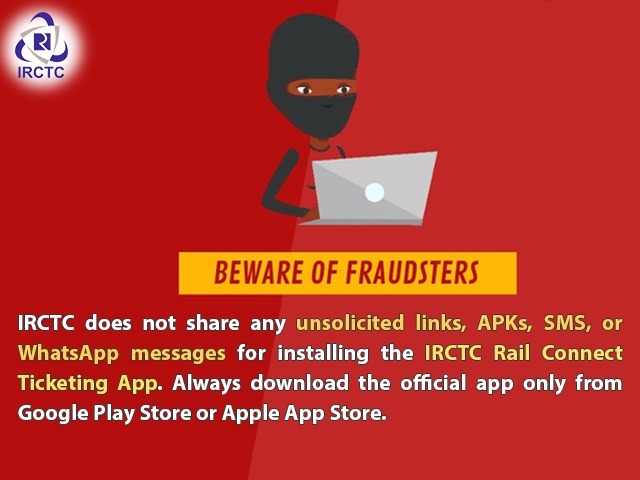 IRCTC
BEWARE OF FRAUDSTERS
IRCTC does not share any unsolicited links, APKs, SMS, or
WhatsApp messages for installing the IRCTC Rail Connect
Ticketing App. Always download the official app only from
Google Play Store or Apple App Store.